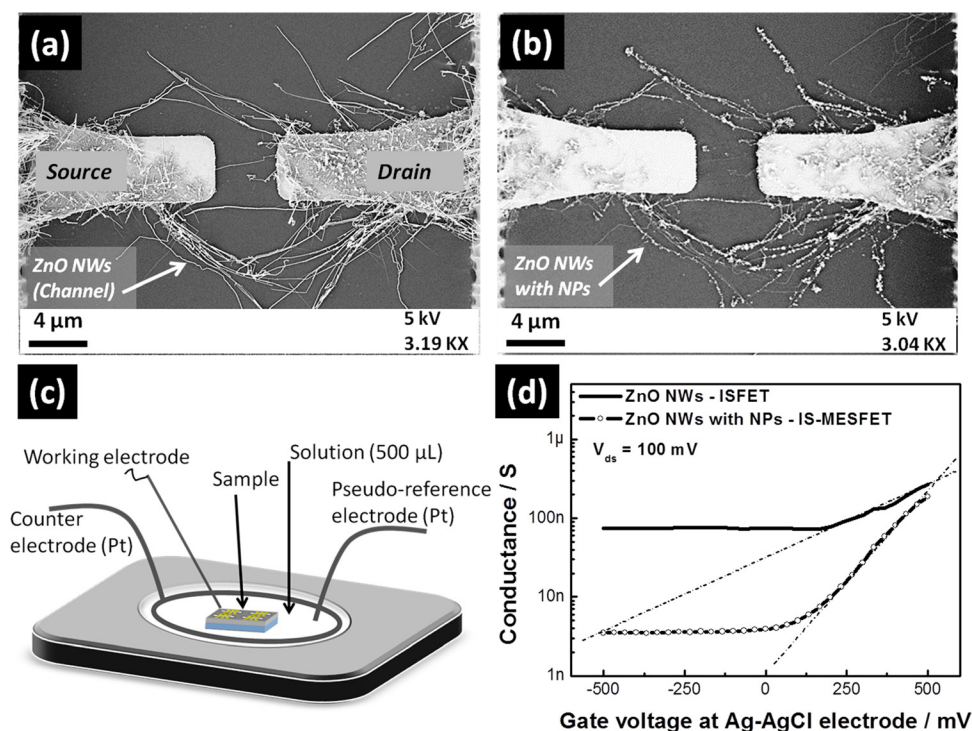 (a)
Source
Drain
ZnO NWs
(Channel)
4 µm
5 kV
3.19 KX
(b)
ZnO NWs
with NPs
4 µm
5 kV
3.04 KX
(c)
Working electrode
Solution (500 µL)
Sample
Pseudo-reference
electrode (Pt)
Counter
electrode (Pt)
(d)
ZnO NWs - ISFET
ZnO NWs with NPs - IS-MESFET
Vds = 100 mV
1µ
100n
10n
1n
Conductance / S
-500 -250 0 250 500
Gate voltage at Ag-AgCl electrode / mV